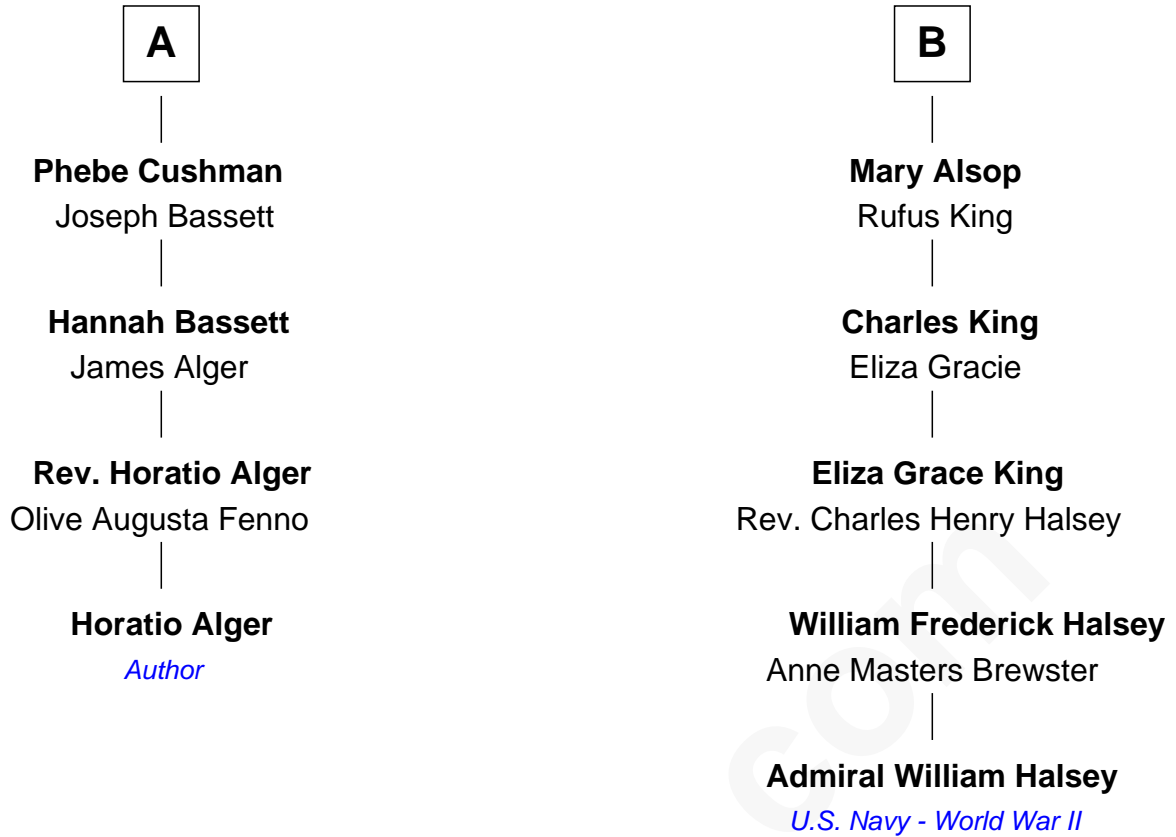 A
Phebe Cushman
Joseph Bassett
Hannah Bassett
James Alger
Rev. Horatio Alger
Olive Augusta Fenno
Horatio Alger
Author
B
Mary Alsop
Rufus King
Charles King
Eliza Gracie
Eliza Grace King
Rev. Charles Henry Halsey
William Frederick Halsey
Anne Masters Brewster
Admiral William Halsey
U.S. Navy - World War II
com